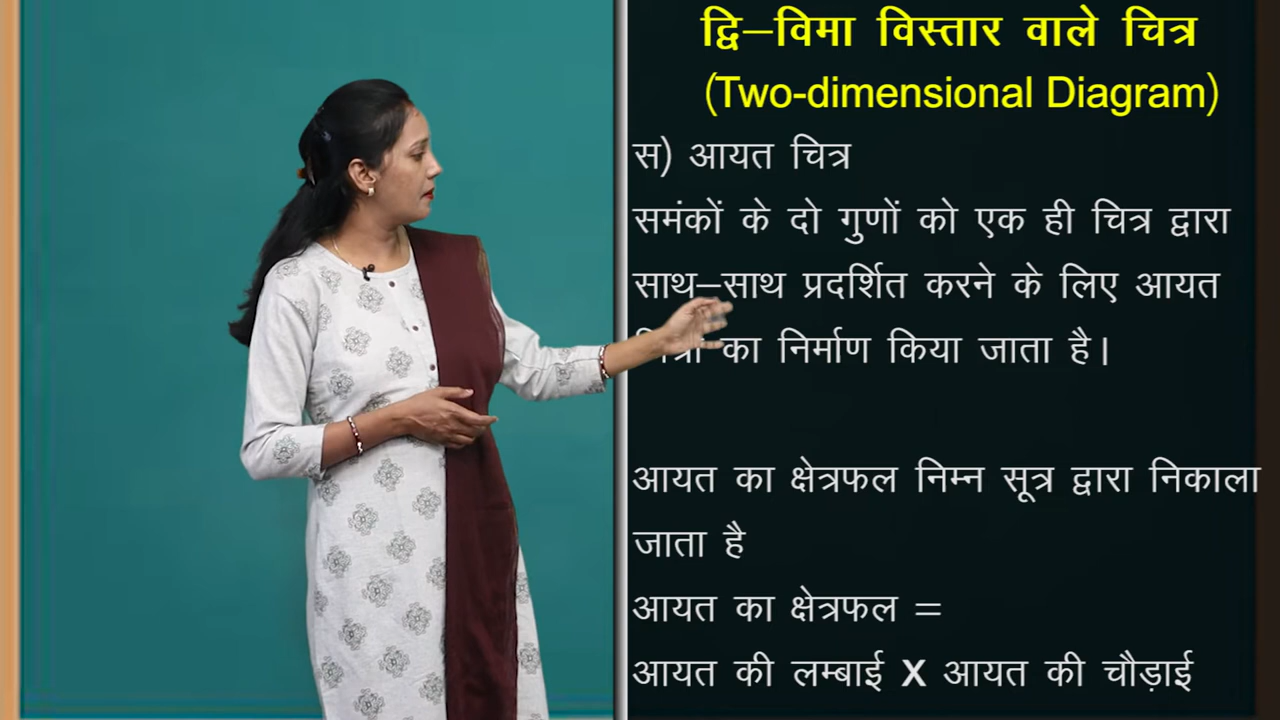 द्वि–विमा विस्तार वाले चित्र
(Two-dimensional Diagram)
स) आयत चित्र
समंकों के दो गुणों को एक ही चित्र द्वारा
साथ–साथ प्रदर्शित करने के लिए आयत
का निर्माण किया जाता है।
आयत का क्षेत्रफल निम्न सूत्र द्वारा निकाला
जाता है
आयत का क्षेत्रफल =
आयत की लम्बाई X आयत की चौड़ाई